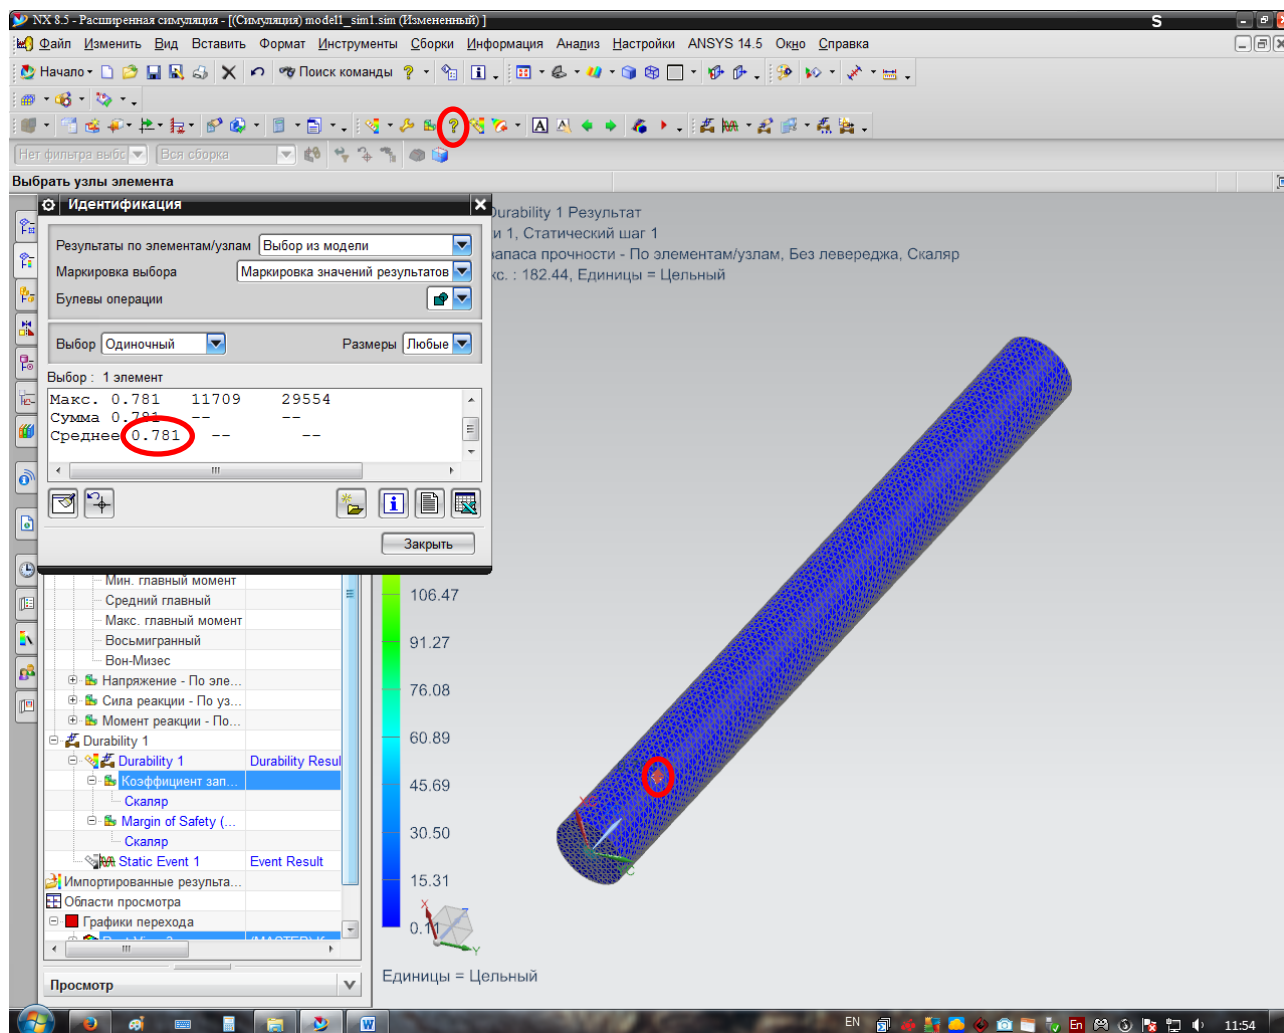 NX 8.5 - Расширенная симуляция - [(Симуляция) model1_sim1.sim (Измененный) ]
S
Файл Изменить Вид Вставить Формат Инструменты Сборки Информация Анализ Настройки ANSYS 14.5 Окно Справка
Начало Поиск команды
Нет фильтра выбс Вся сборка
Выбрать узлы элемента
Идентификация
Результаты по элементам/узлам Выбор из модели
Маркировка выбора Маркировка значений результатов
Булевы операции
Выбор Одиночный Размеры Любые
Выбор : 1 элемент
Макс. 0.781 11709 29554
Сумма 0.781 -- --
Среднее 0.781 -- --
Закрыть
Durability 1 Результат
и 1, Статический шаг 1
запаса прочности - По элементам/узлам, Без левереджа, Скаляр
кс. : 182.44, Единицы = Цельный
Мин. главный момент
Средний главный
Макс. главный момент
Восьмигранный
Вон-Мизес
Напряжение - По эле...
Сила реакции - По уз...
Момент реакции - По...
Durability 1
Durability 1 Durability Resul
Коэффициент зап...
Скаляр
Margin of Safety (...
Скаляр
Static Event 1 Event Result
Импортированные результа...
Области просмотра
Графики перехода
Просмотр
106.47
91.27
76.08
60.89
45.69
30.50
15.31
0.11
X
Z
Y
Единицы = Цельный
EN
En
11:54